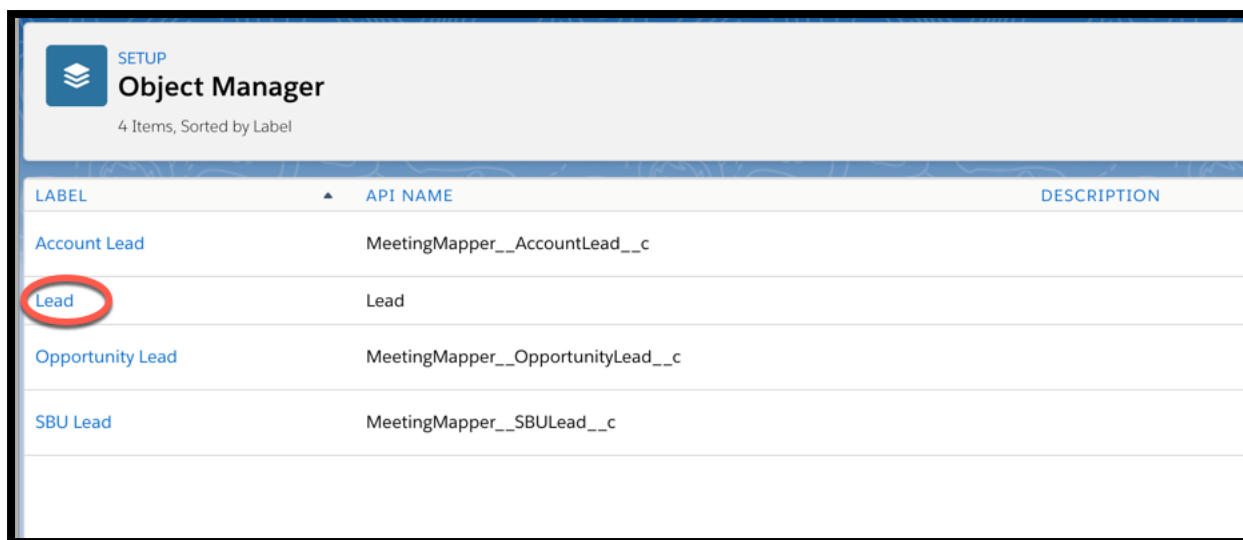 SETUP
Object Manager
4 Items, Sorted by Label
LABEL API NAME DESCRIPTION
Account Lead MeetingMapper__AccountLead__c
Lead Lead
Opportunity Lead MeetingMapper__OpportunityLead__c
SBU Lead MeetingMapper__SBULead__c